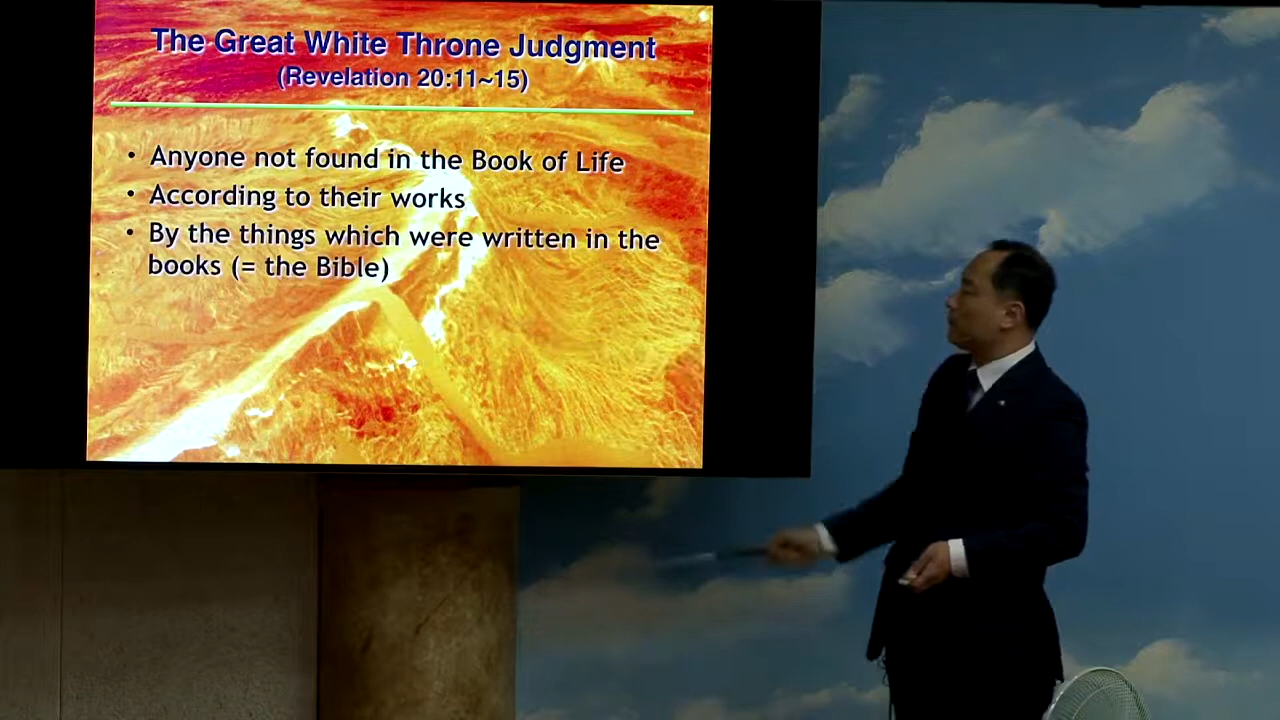 The Great White Throne Judgment
(Revelation 20:11~15)
• Anyone not found in the Book of Life
• According to their works
• By the things which were written in the
books (= the Bible)